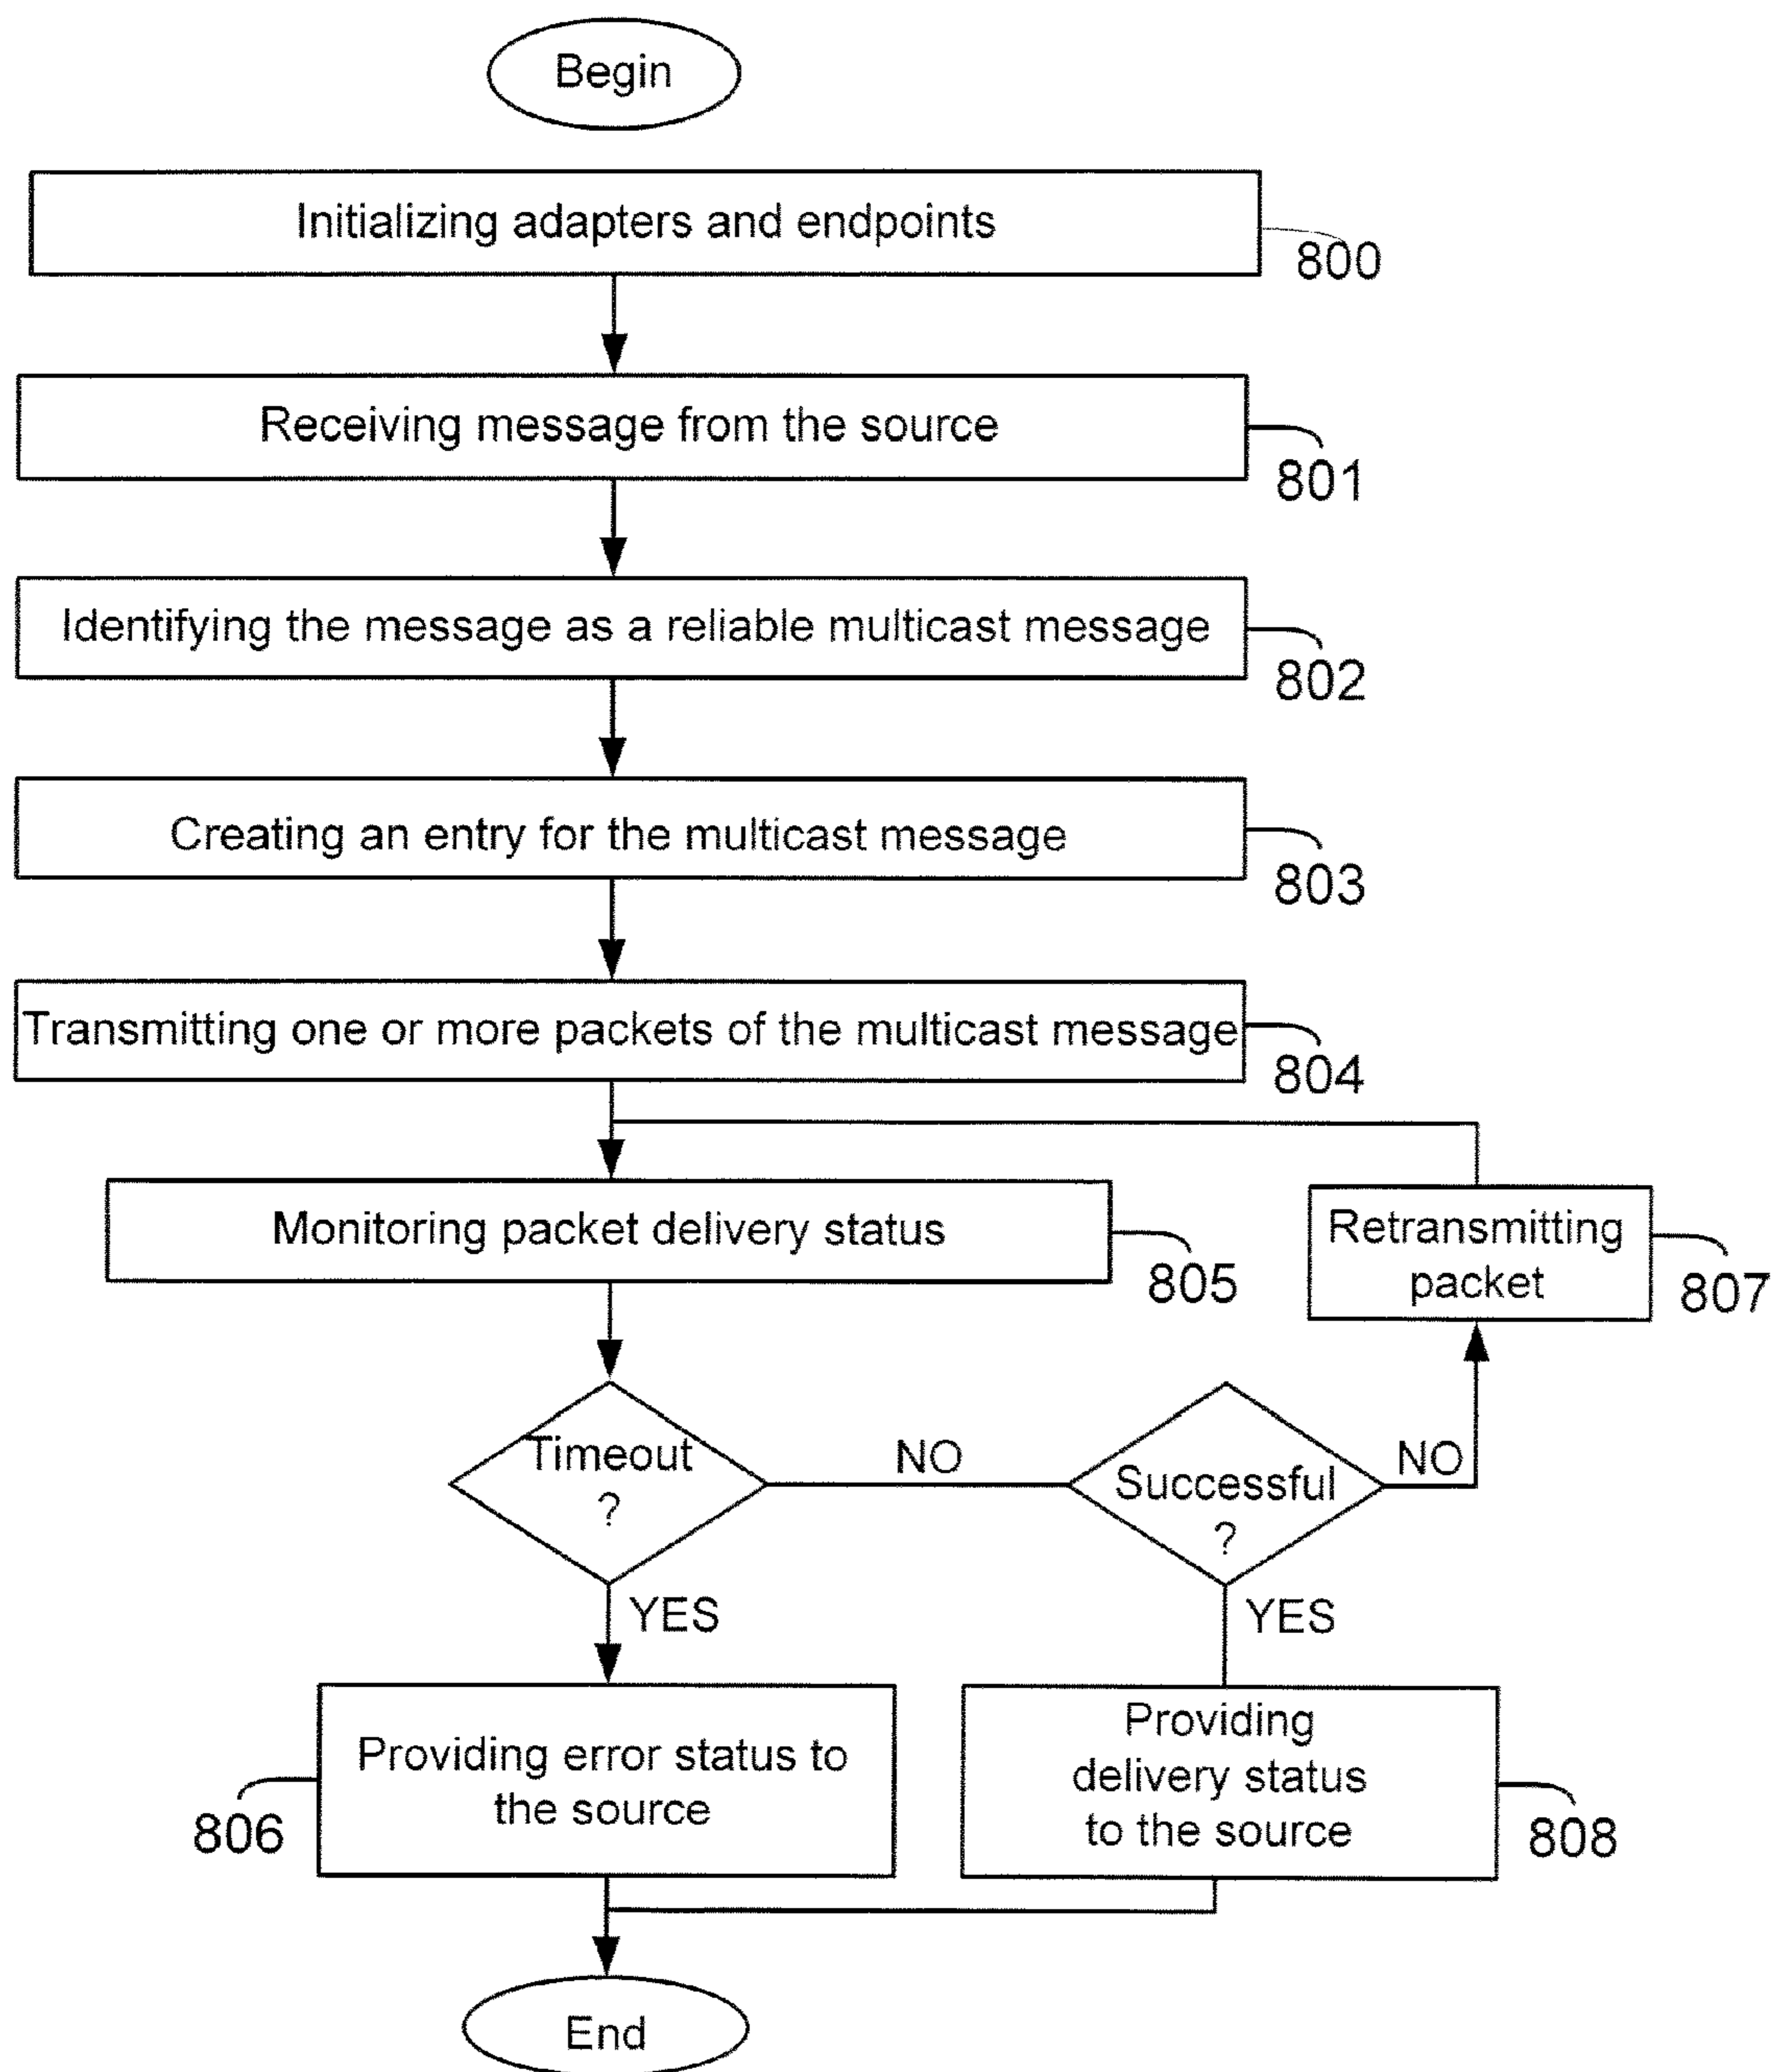 Begin
Initializing adapters and endpoints
800
Receiving message from the source
801
Identifying the message as a reliable multicast message
802
Creating an entry for the multicast message
803
Transmitting one or more packets of the multicast message
804
Monitoring packet delivery status
805
Retransmitting
packet
807
Timeout
?
NO
Successful
?
NO
YES
YES
Providing error status to
the source
806
Providing
delivery status
to the source
808
End